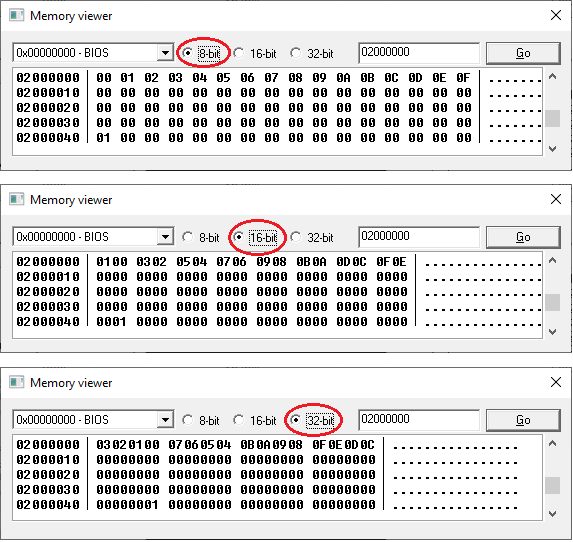 Memory viewer
0x00000000 - BIOS 8-bit 16-bit 32-bit 02000000 Go
02000000 00 01 02 03 04 05 06 07 08 09 0A 0B 0C 0D 0E 0F .......
02000010 00 00 00 00 00 00 00 00 00 00 00 00 00 00 00 00 .......
02000020 00 00 00 00 00 00 00 00 00 00 00 00 00 00 00 00 .......
02000030 00 00 00 00 00 00 00 00 00 00 00 00 00 00 00 00 .......
02000040 01 00 00 00 00 00 00 00 00 00 00 00 00 00 00 00 .......
Memory viewer
0x00000000 - BIOS 8-bit 16-bit 32-bit 02000000 Go
02000000 0100 0302 0504 0706 0908 0B0A 0D0C 0F0E ................
02000010 0000 0000 0000 0000 0000 0000 0000 0000 ................
02000020 0000 0000 0000 0000 0000 0000 0000 0000 ................
02000030 0000 0000 0000 0000 0000 0000 0000 0000 ................
02000040 0001 0000 0000 0000 0000 0000 0000 0000 ................
Memory viewer
0x00000000 - BIOS 8-bit 16-bit 32-bit 02000000 Go
02000000 03020100 07060504 0B0A0908 0F0E0D0C ................
02000010 00000000 00000000 00000000 00000000 ................
02000020 00000000 00000000 00000000 00000000 ................
02000030 00000000 00000000 00000000 00000000 ................
02000040 00000001 00000000 00000000 00000000 ................